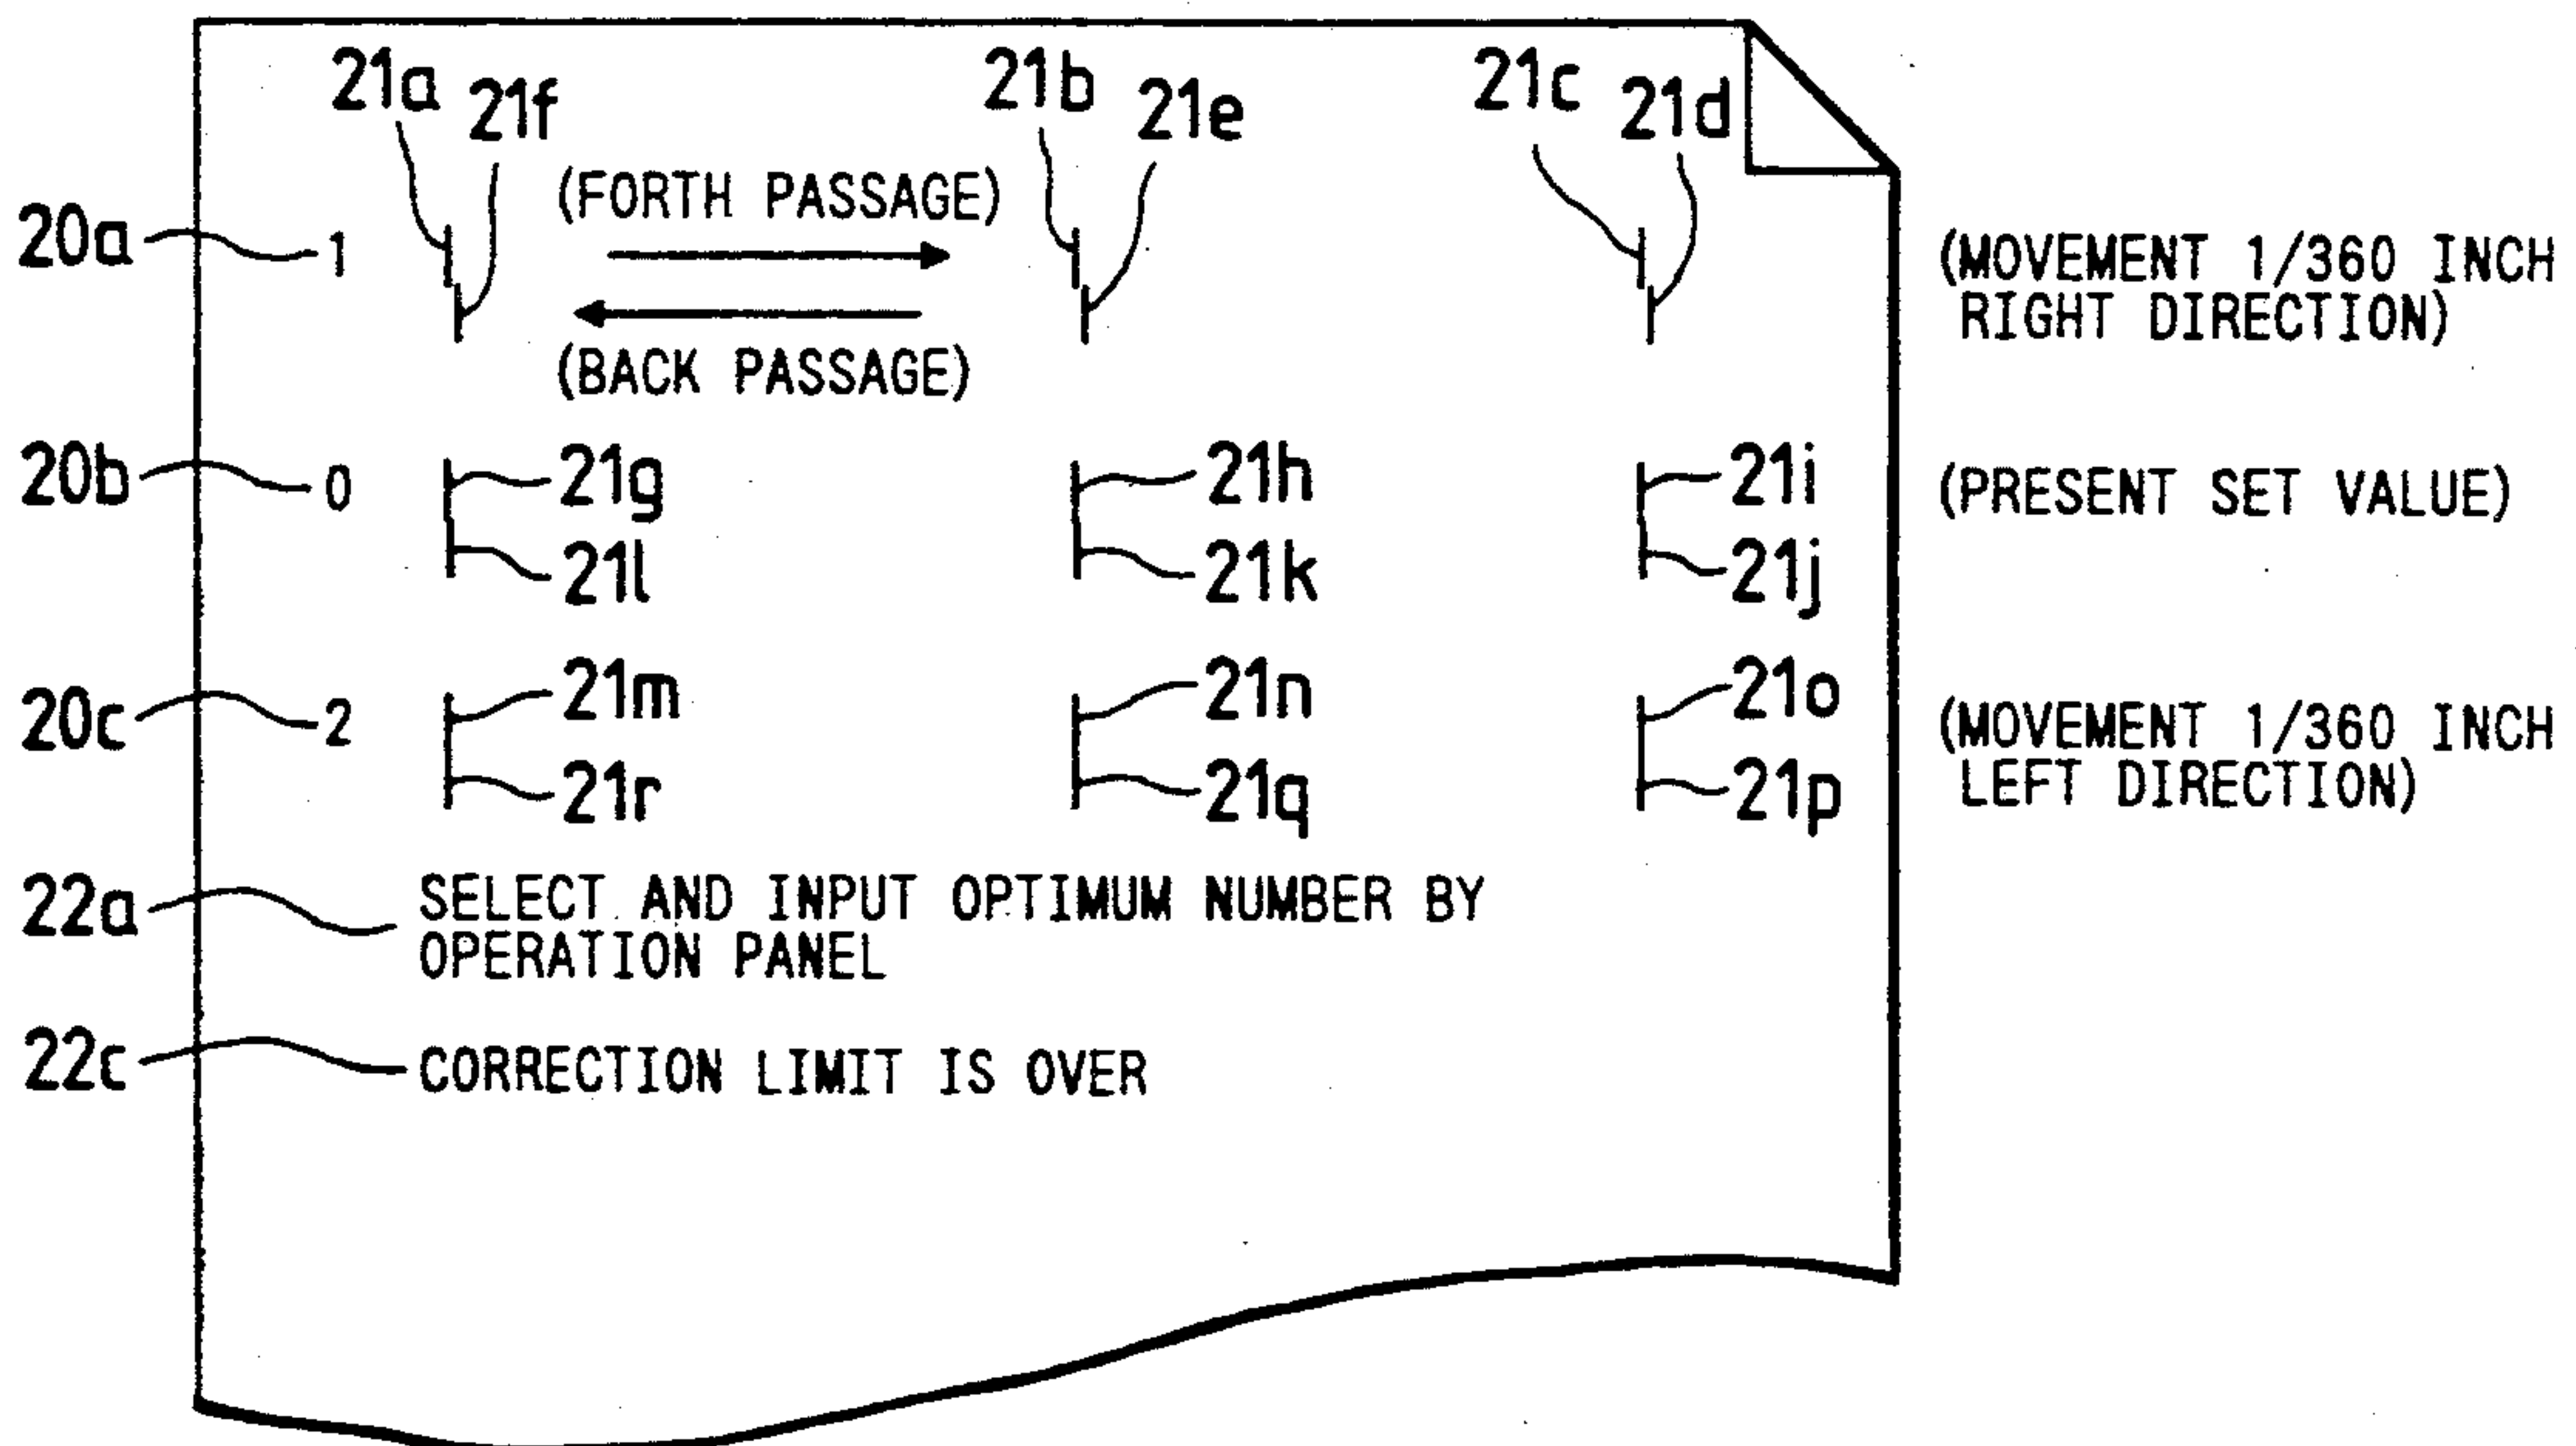 21a 21f 21b 21e 21c 21d
(FORTH PASSAGE)
20a 1 (MOVEMENT 1/360 INCH
RIGHT DIRECTION)
(BACK PASSAGE)
20b 0 21g 21h 21i (PRESENT SET VALUE)
21l 21k 21j
20c 2 21m 21n 21o (MOVEMENT 1/360 INCH
21r 21q 21p LEFT DIRECTION)
22a SELECT AND INPUT OPTIMUM NUMBER BY
OPERATION PANEL
22c CORRECTION LIMIT IS OVER